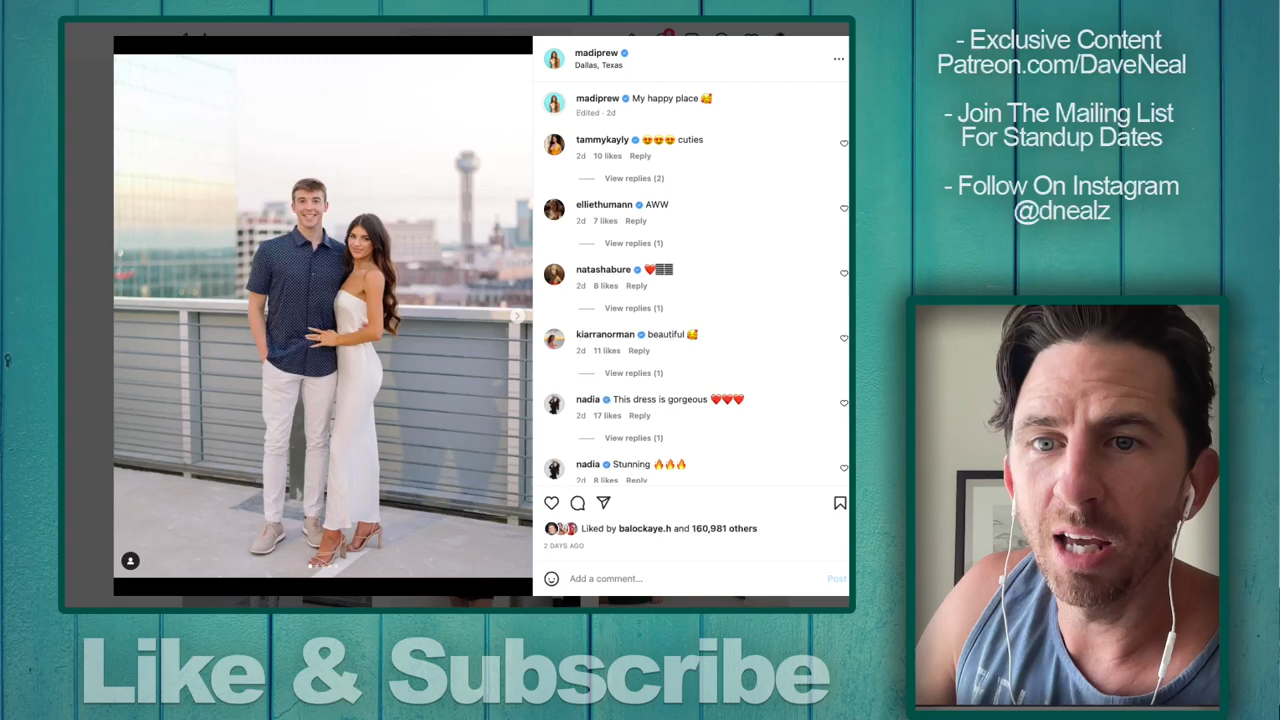 madiprew
Dallas, Texas
...
madiprew My happy place 🥰
Edited · 2d
tammykayly 😍😍😍 cuties
2d 10 likes Reply
View replies (2)
elliethumann AWW
2d 7 likes Reply
View replies (1)
natashabure ❤️
2d 8 likes Reply
View replies (1)
kiarranorman beautiful 🥰
2d 11 likes Reply
View replies (1)
nadia This dress is gorgeous ❤️❤️❤️
2d 17 likes Reply
View replies (1)
nadia Stunning 🔥🔥🔥
2d 8 likes Reply
Liked by balockaye.h and 160,981 others
2 DAYS AGO
Add a comment...
Post
- Exclusive Content
Patreon.com/DaveNeal
- Join The Mailing List
For Standup Dates
- Follow On Instagram
@dnealz
Like & Subscribe